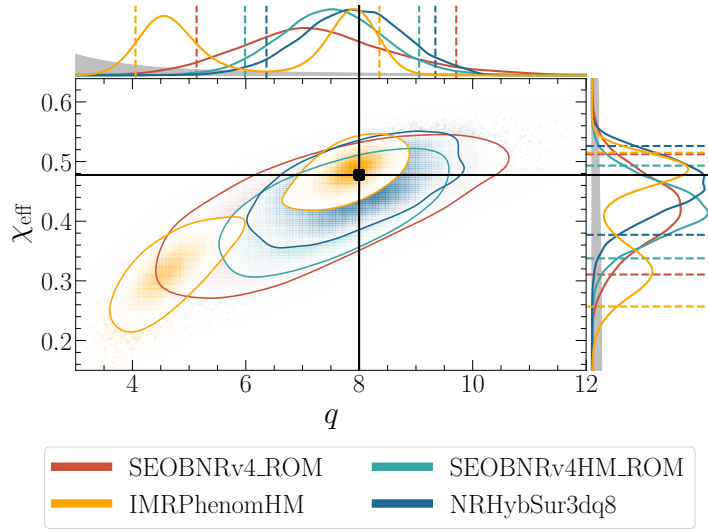 0.6
0.5
0.4
0.3
0.2
χeff
4 6 8 10 12
q
SEOBNRv4_ROM SEOBNRv4HM_ROM
IMRPhenomHM NRHybSur3dq8